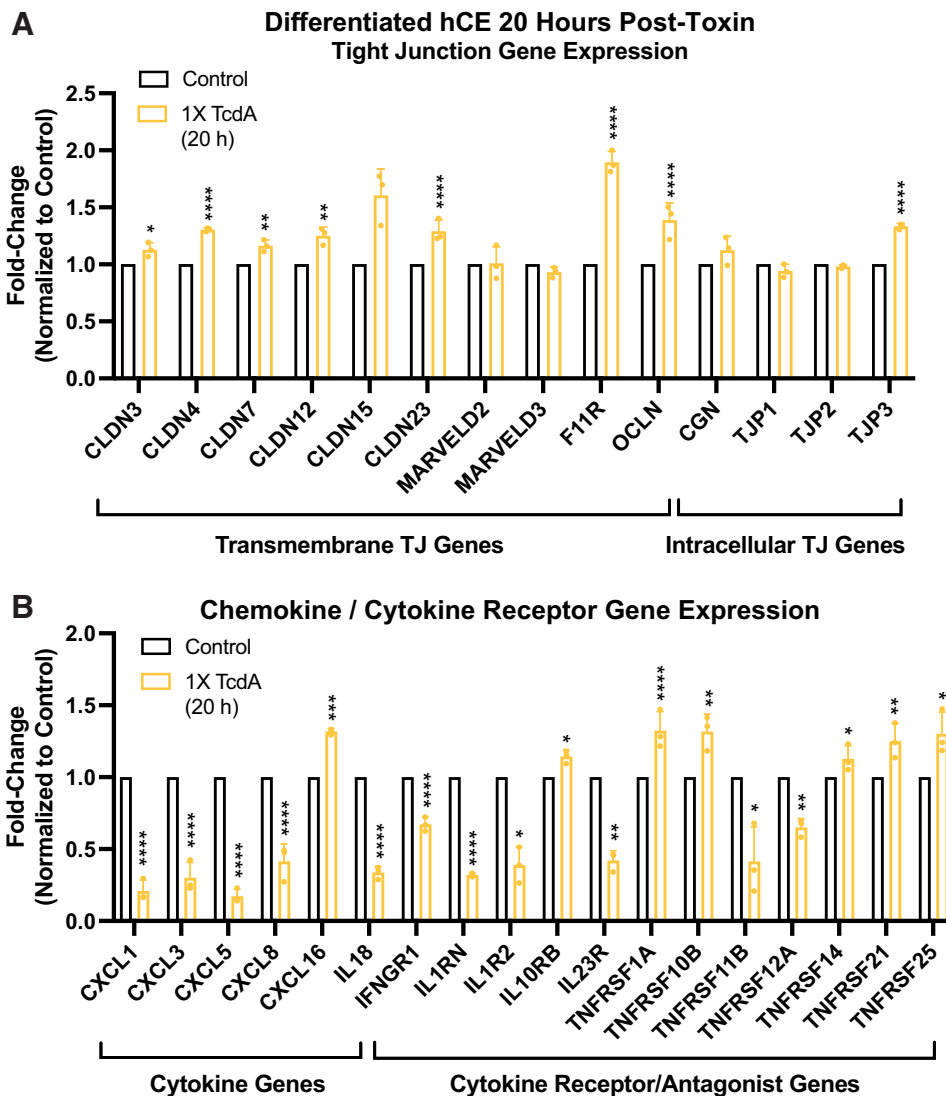 A
Differentiated hCE 20 Hours Post-Toxin
Tight Junction Gene Expression
Control
1X TcdA
(20 h)
Fold-Change
(Normalized to Control)
2.5
2.0
1.5
1.0
0.5
0.0
*
****
**
**
****
****
****
****
CLDN3
CLDN4
CLDN7
CLDN12
CLDN15
CLDN23
MARVELD2
MARVELD3
F11R
OCLN
CGN
TJP1
TJP2
TJP3
Transmembrane TJ Genes
Intracellular TJ Genes
B
Chemokine / Cytokine Receptor Gene Expression
Control
1X TcdA
(20 h)
Fold-Change
(Normalized to Control)
2.0
1.5
1.0
0.5
0.0
****
****
****
****
***
****
****
****
*
*
**
****
**
*
**
*
**
*
CXCL1
CXCL3
CXCL5
CXCL8
CXCL16
IL18
IFNGR1
IL1RN
IL1R2
IL10RB
IL23R
TNFRSF1A
TNFRSF10B
TNFRSF11B
TNFRSF12A
TNFRSF14
TNFRSF21
TNFRSF25
Cytokine Genes
Cytokine Receptor/Antagonist Genes